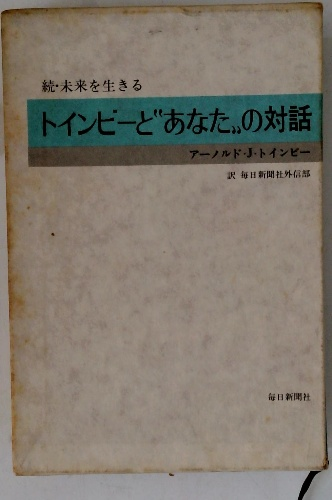 続・未来を生きる
トインビーと〝あなた〟の対話
アーノルド・J・トインビー
訳 毎日新聞社外信部
毎日新聞社